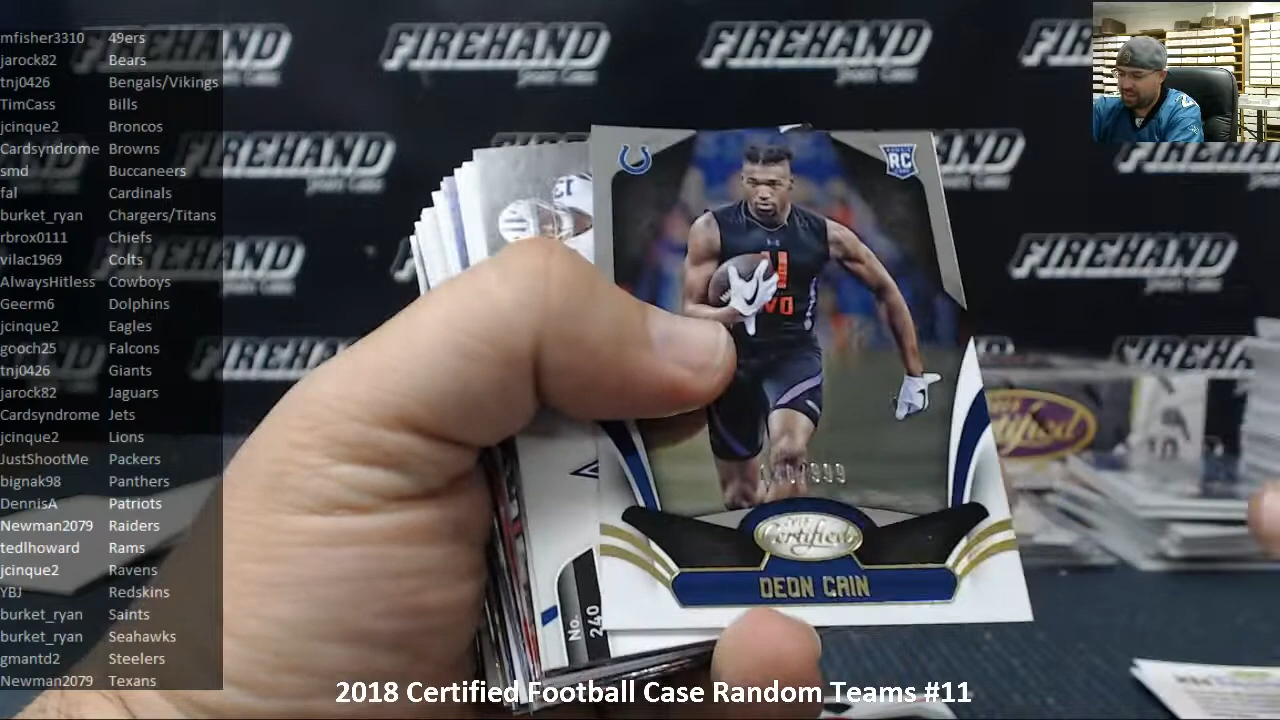 mfisher3310 49ers
jarock82 Bears
tnj0426 Bengals/Vikings
TimCass Bills
jcinque2 Broncos
Cardsyndrome Browns
smd Buccaneers
fal Cardinals
burket_ryan Chargers/Titans
rbrox0111 Chiefs
vilac1969 Colts
AlwaysHitless Cowboys
Geerm6 Dolphins
jcinque2 Eagles
gooch25 Falcons
tnj0426 Giants
jarock82 Jaguars
Cardsyndrome Jets
jcinque2 Lions
JustShootMe Packers
bignak98 Panthers
DennisA Patriots
Newman2079 Raiders
tedlhoward Rams
jcinque2 Ravens
YBJ Redskins
burket_ryan Saints
burket_ryan Seahawks
gmantd2 Steelers
Newman2079 Texans
FIREHAND FIREHAND
FIREHAND
RC
13
Certified
DEON CAIN
No.
240
2018 Certified Football Case Random Teams #11